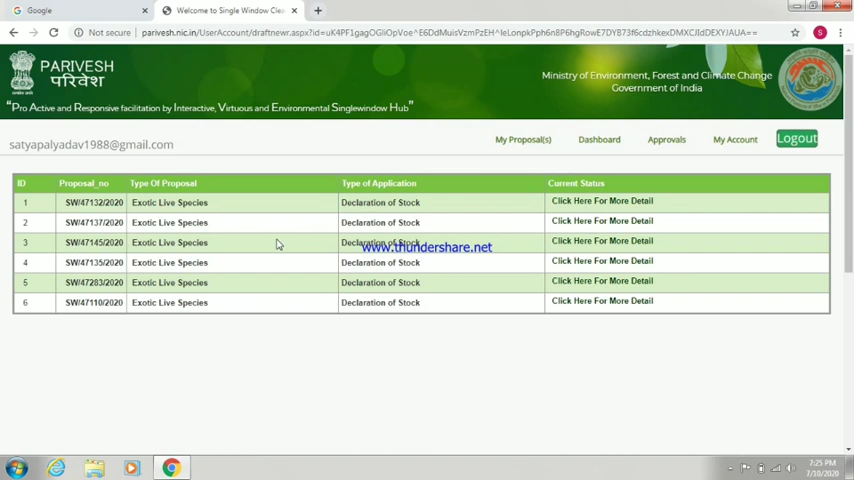 Google
Welcome to Single Window Clea
Not secure
parivesh.nic.in/UserAccount/draftnewr.aspx?id=uK4PF1gagOGliOpVoe^E6DdMuisVzmPzEH^leLonpkPph6n8P6hgRowE7DYB73f6cdzhkexDMXCJldDEXYJAUA==
S
PARIVESH
परिवेश
Ministry of Environment, Forest and Climate Change
Government of India
“Pro Active and Responsive facilitation by Interactive, Virtuous and Environmental Singlewindow Hub”
satyapalyadav1988@gmail.com
My Proposal(s) Dashboard Approvals My Account Logout
ID Proposal_no Type Of Proposal Type of Application Current Status
1 SW/47132/2020 Exotic Live Species Declaration of Stock Click Here For More Detail
2 SW/47137/2020 Exotic Live Species Declaration of Stock Click Here For More Detail
3 SW/47145/2020 Exotic Live Species Declaration of Stock Click Here For More Detail
www.thundershare.net
4 SW/47135/2020 Exotic Live Species Declaration of Stock Click Here For More Detail
5 SW/47283/2020 Exotic Live Species Declaration of Stock Click Here For More Detail
6 SW/47110/2020 Exotic Live Species Declaration of Stock Click Here For More Detail
7:25 PM
7/10/2020